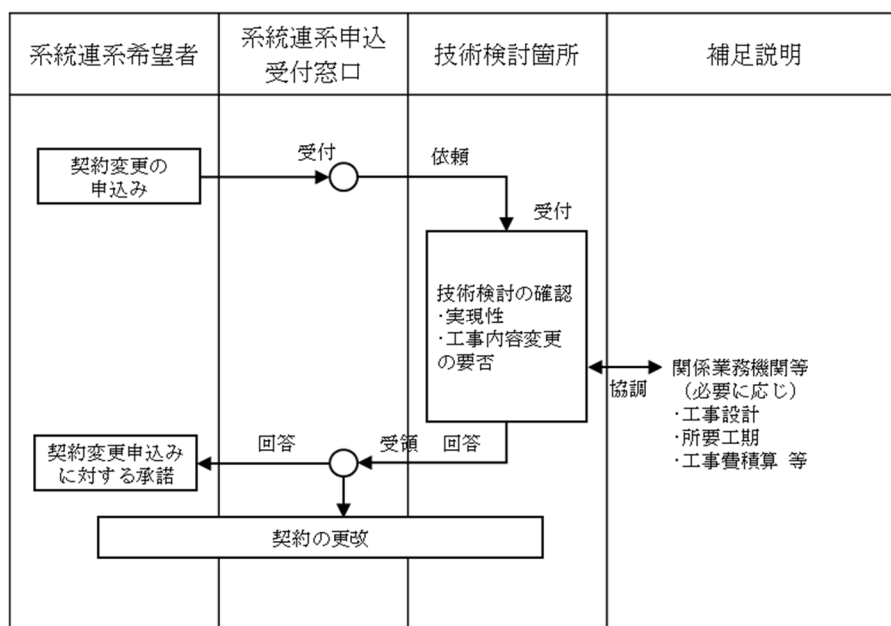 系統連系希望者
系統連系申込
受付窓口
技術検討箇所
補足説明
契約変更の
申込み
受付
依頼
受付
技術検討の確認
・実現性
・工事内容変更
の要否
協調
関係業務機関等
（必要に応じ）
・工事設計
・所要工期
・工事費積算 等
契約変更申込み
に対する承諾
回答
受領
回答
契約の更改